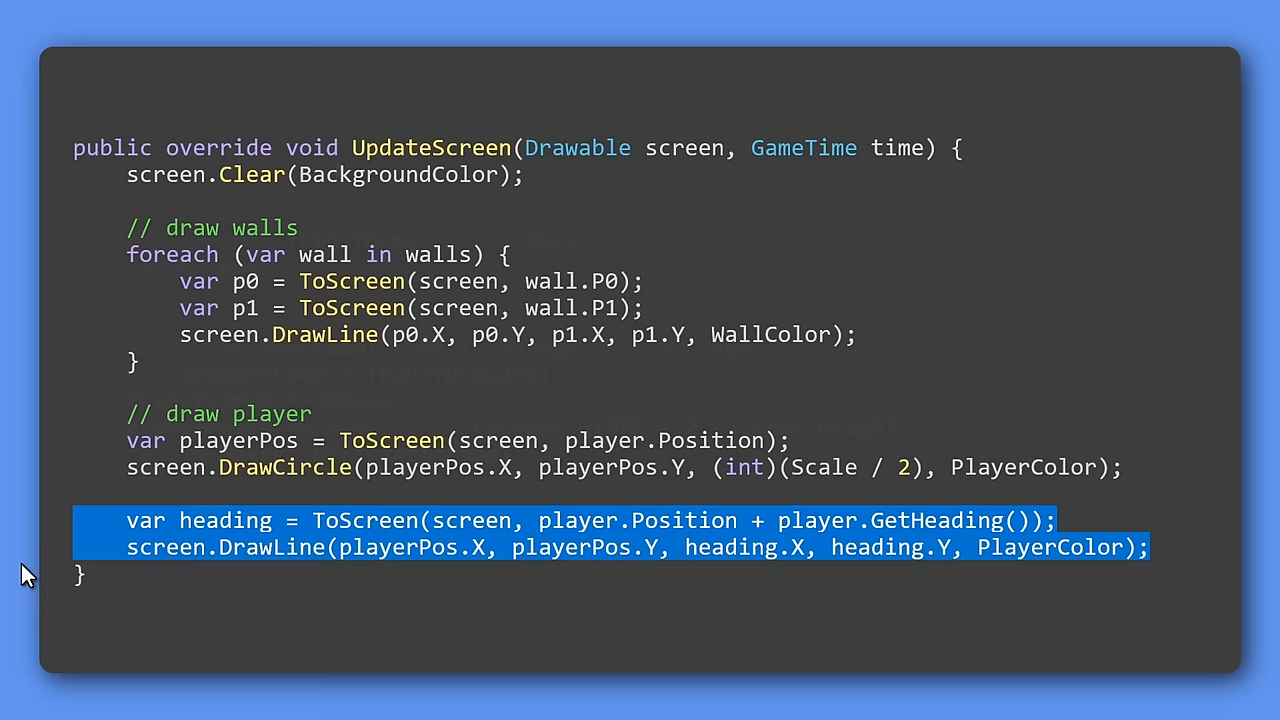 public override void UpdateScreen(Drawable screen, GameTime time) {
    screen.Clear(BackgroundColor);
    // draw walls
    foreach (var wall in walls) {
        var p0 = ToScreen(screen, wall.P0);
        var p1 = ToScreen(screen, wall.P1);
        screen.DrawLine(p0.X, p0.Y, p1.X, p1.Y, WallColor);
    }
    // draw player
    var playerPos = ToScreen(screen, player.Position);
    screen.DrawCircle(playerPos.X, playerPos.Y, (int)(Scale / 2), PlayerColor);
    var heading = ToScreen(screen, player.Position + player.GetHeading());
    screen.DrawLine(playerPos.X, playerPos.Y, heading.X, heading.Y, PlayerColor);
}